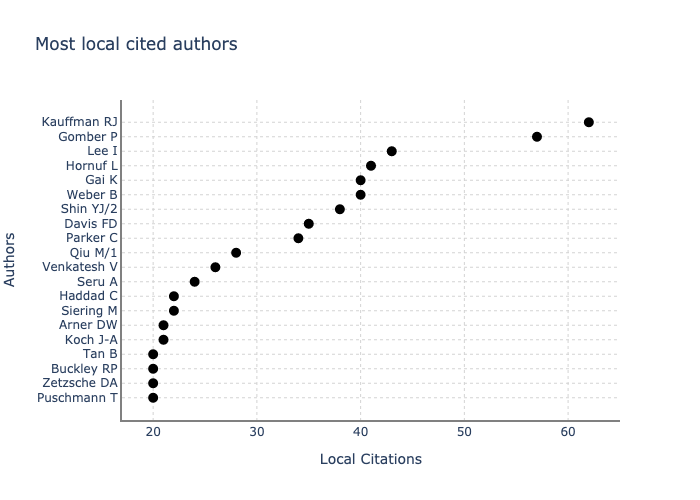 Most local cited authors
Kauffman RJ
Gomber P
Lee I
Hornuf L
Gai K
Weber B
Shin YJ/2
Davis FD
Parker C
Qiu M/1
Venkatesh V
Seru A
Haddad C
Siering M
Arner DW
Koch J-A
Tan B
Buckley RP
Zetzsche DA
Puschmann T
Authors
20 30 40 50 60
Local Citations